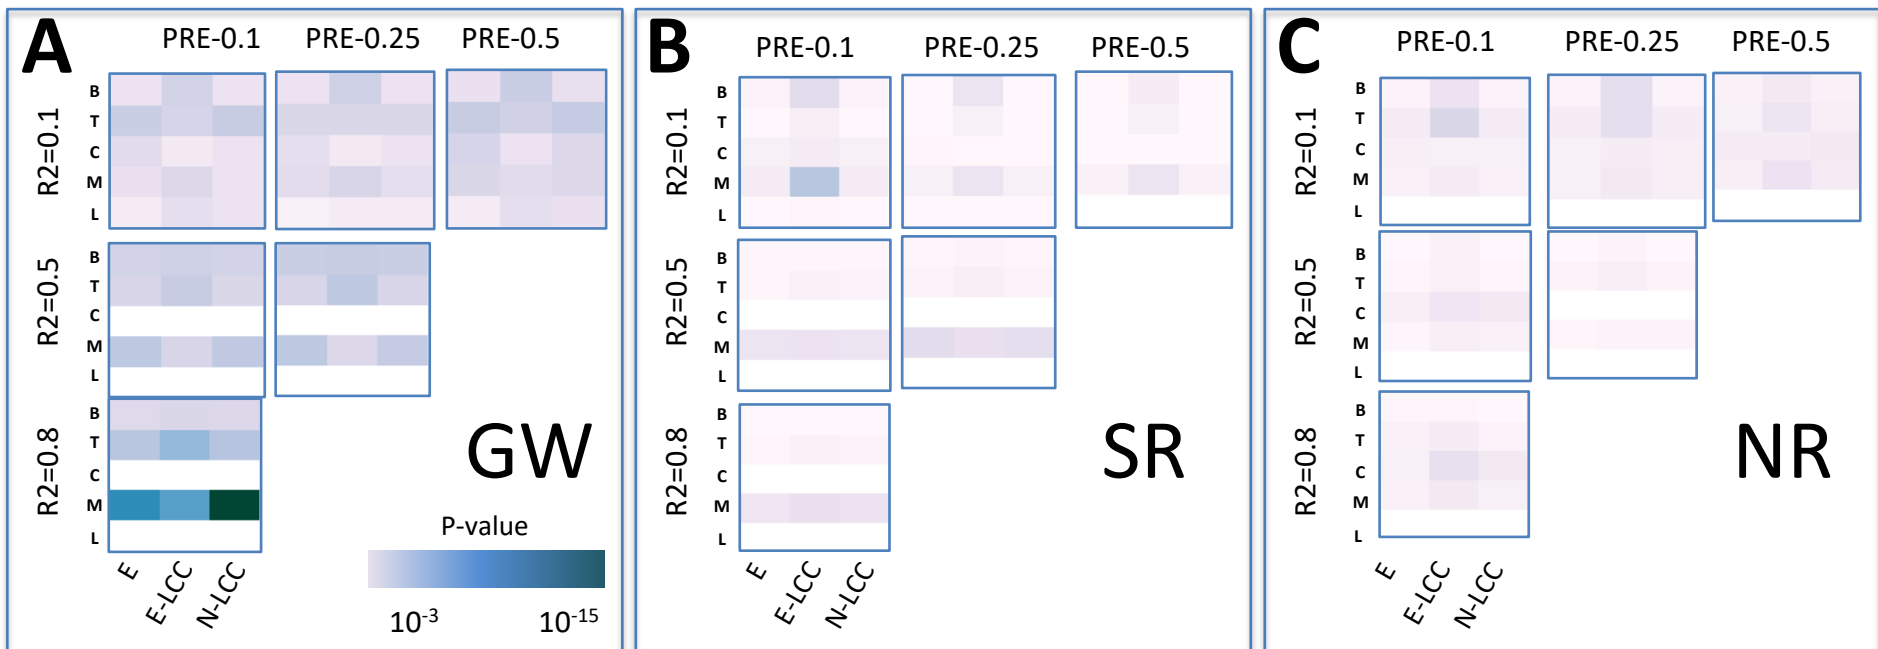 A
PRE-0.1 PRE-0.25 PRE-0.5
R2=0.1
B
T
C
M
L
R2=0.5
B
T
C
M
L
R2=0.8
B
T
C
M
L
E E-LCC N-LCC
GW
P-value
10-3 10-15
B
PRE-0.1 PRE-0.25 PRE-0.5
R2=0.1
B
T
C
M
L
R2=0.5
B
T
C
M
L
R2=0.8
B
T
C
M
L
E E-LCC N-LCC
SR
C
PRE-0.1 PRE-0.25 PRE-0.5
R2=0.1
B
T
C
M
L
R2=0.5
B
T
C
M
L
R2=0.8
B
T
C
M
L
E E-LCC N-LCC
NR